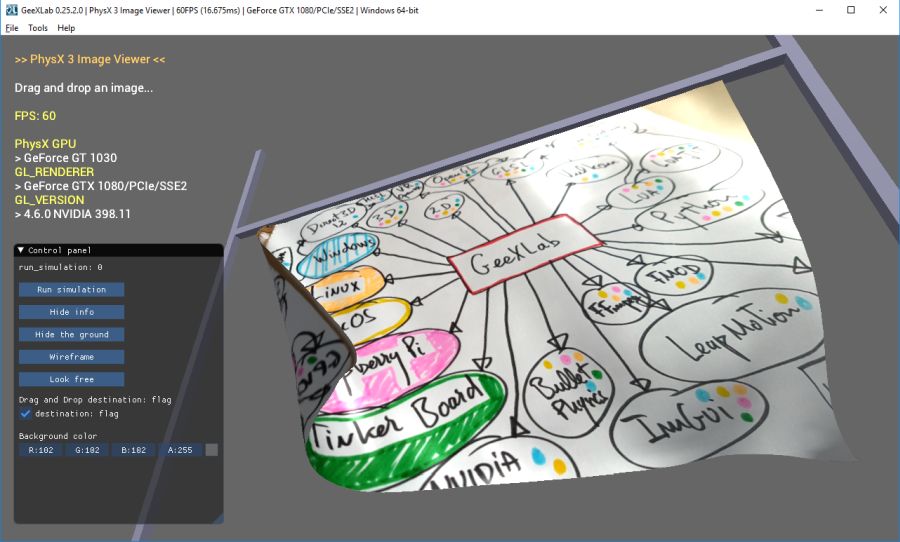 GeeXLab 0.25.2.0 | PhysX 3 Image Viewer | 60FPS (16.675ms) | GeForce GTX 1080/PCIe/SSE2 | Windows 64-bit
File Tools Help
>> PhysX 3 Image Viewer <<
Drag and drop an image...
FPS: 60
PhysX GPU
> GeForce GT 1030
GL_RENDERER
> GeForce GTX 1080/PCIe/SSE2
GL_VERSION
> 4.6.0 NVIDIA 398.11
Control panel
run_simulation: 0
Run simulation
Hide info
Hide the ground
Wireframe
Look free
Drag and Drop destination: flag
destination: flag
Background color
R:102 G:102 B:102 A:255
Direct3D
12
3D
2D
Vulkan
LUA
Python
Windows
GeeXLab
Linux
cOS
FFmpeg
FMOD
berry Pi
LeapMotion
Tinker Board
Bullet
Physics
ImGui
NVIDIA